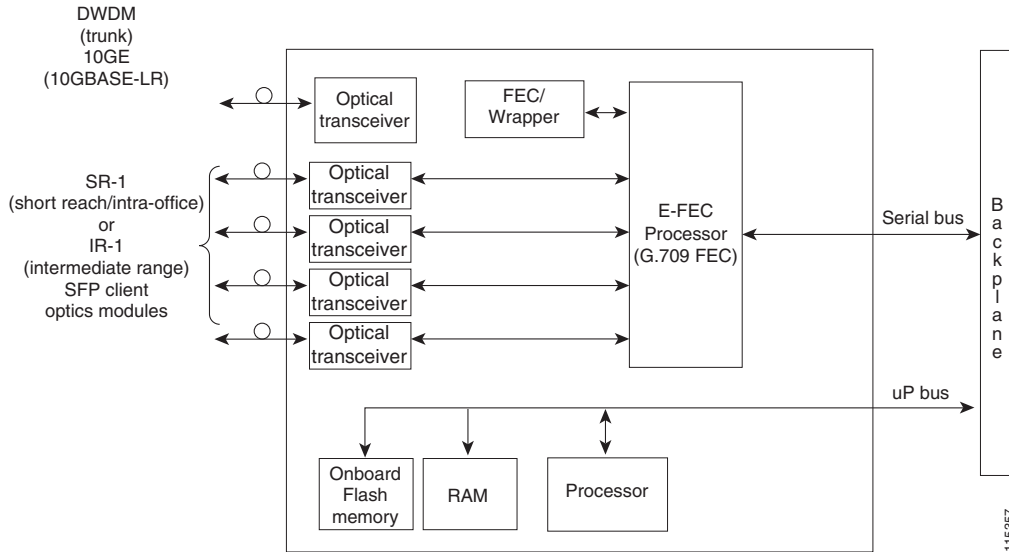 DWDM
(trunk)
10GE
(10GBASE-LR)
Optical
transceiver
FEC/
Wrapper
SR-1
(short reach/intra-office)
or
IR-1
(intermediate range)
SFP client
optics modules
Optical
transceiver
Optical
transceiver
Optical
transceiver
Optical
transceiver
E-FEC
Processor
(G.709 FEC)
Serial bus
Backplane
uP bus
Onboard
Flash
memory
RAM
Processor
115357